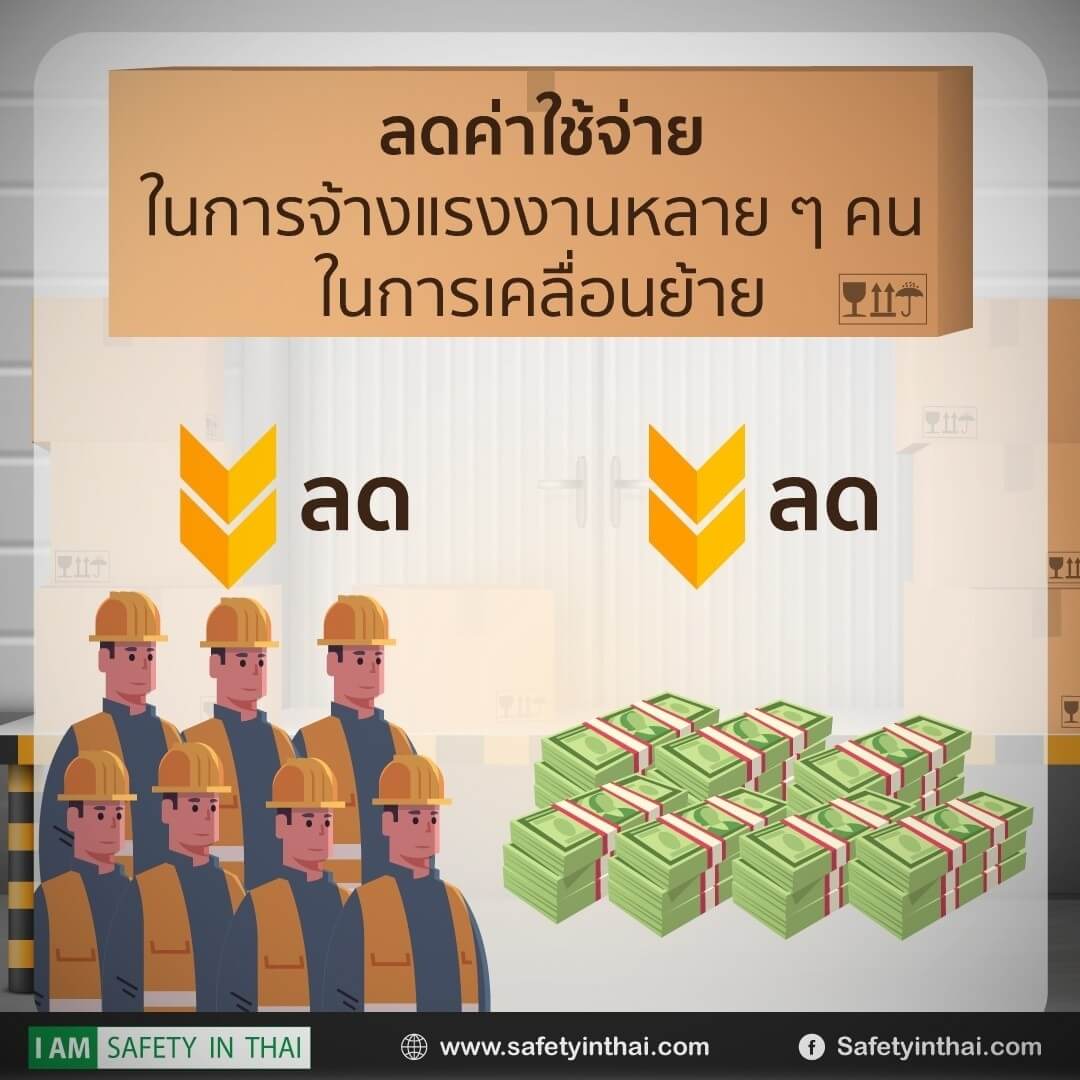 ลดค่าใช้จ่าย
ในการจ้างแรงงานหลาย ๆ คน
ในการเคลื่อนย้าย
ลด
ลด
I AM SAFETY IN THAI
www.safetyinthai.com
Safetyinthai.com